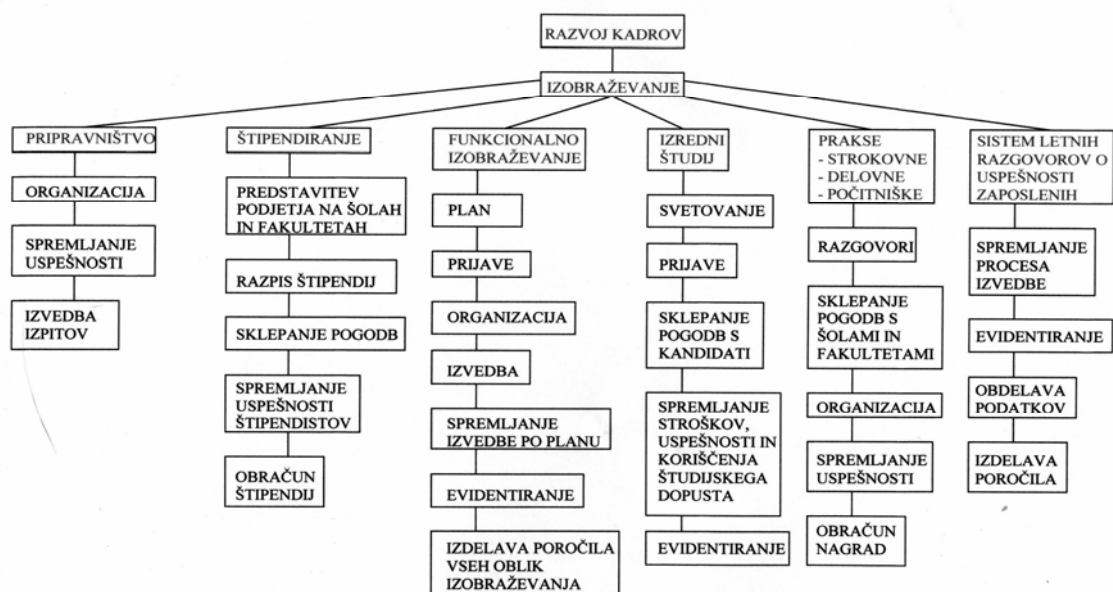 RAZVOJ KADROV
IZOBRAŽEVANJE
PRIPRAVNIŠTVO
ORGANIZACIJA
SPREMLJANJE
USPEŠNOSTI
IZVEDBA
IZPITOV
ŠTIPENDIRANJE
PREDSTAVITEV
PODJETJA NA ŠOLAH
IN FAKULTETAH
RAZPIS ŠTIPENDIJ
SKLEPANJE POGODB
SPREMLJANJE
USPEŠNOSTI
ŠTIPENDISTOV
OBRAČUN
ŠTIPENDIJ
FUNKCIONALNO
IZOBRAŽEVANJE
PLAN
PRIJAVE
ORGANIZACIJA
IZVEDBA
SPREMLJANJE
IZVEDBE PO PLANU
EVIDENTIRANJE
IZDELAVA POROČILA
VSEH OBLIK
IZOBRAŽEVANJA
IZREDNI
ŠTUDIJ
SVETOVANJE
PRIJAVE
SKLEPANJE
POGODB S
KANDIDATI
SPREMLJANJE
STROŠKOV,
USPEŠNOSTI IN
KORIŠČENJA
ŠTUDIJSKEGA
DOPUSTA
EVIDENTIRANJE
PRAKSE
- STROKOVNE
- DELOVNE
- POČITNIŠKE
RAZGOVORI
SKLEPANJE
POGODB S
ŠOLAMI IN
FAKULTETAMI
ORGANIZACIJA
SPREMLJANJE
USPEŠNOSTI
OBRAČUN
NAGRAD
SISTEM LETNIH
RAZGOVOROV O
USPEŠNOSTI
ZAPOSLENIH
SPREMLJANJE
PROCESA
IZVEDBE
EVIDENTIRANJE
OBDELAVA
PODATKOV
IZDELAVA
POROČILA